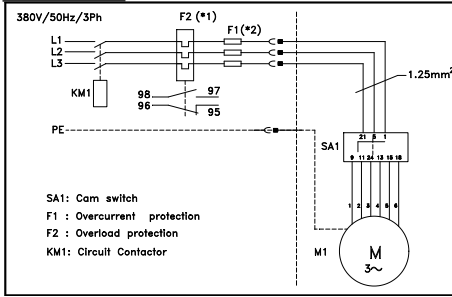 380V/50Hz/3Ph
F2 (*1)
F1(*2)
L1
L2
L3
KM1
98 97
96 95
1.25mm²
PE
21 5 1
SA1
9 11 24 13 15 18
1 2 3 4 5 6
SA1: Cam switch
F1 : Overcurrent protection
F2 : Overload protection
KM1: Circuit Contactor
M1
M
3~